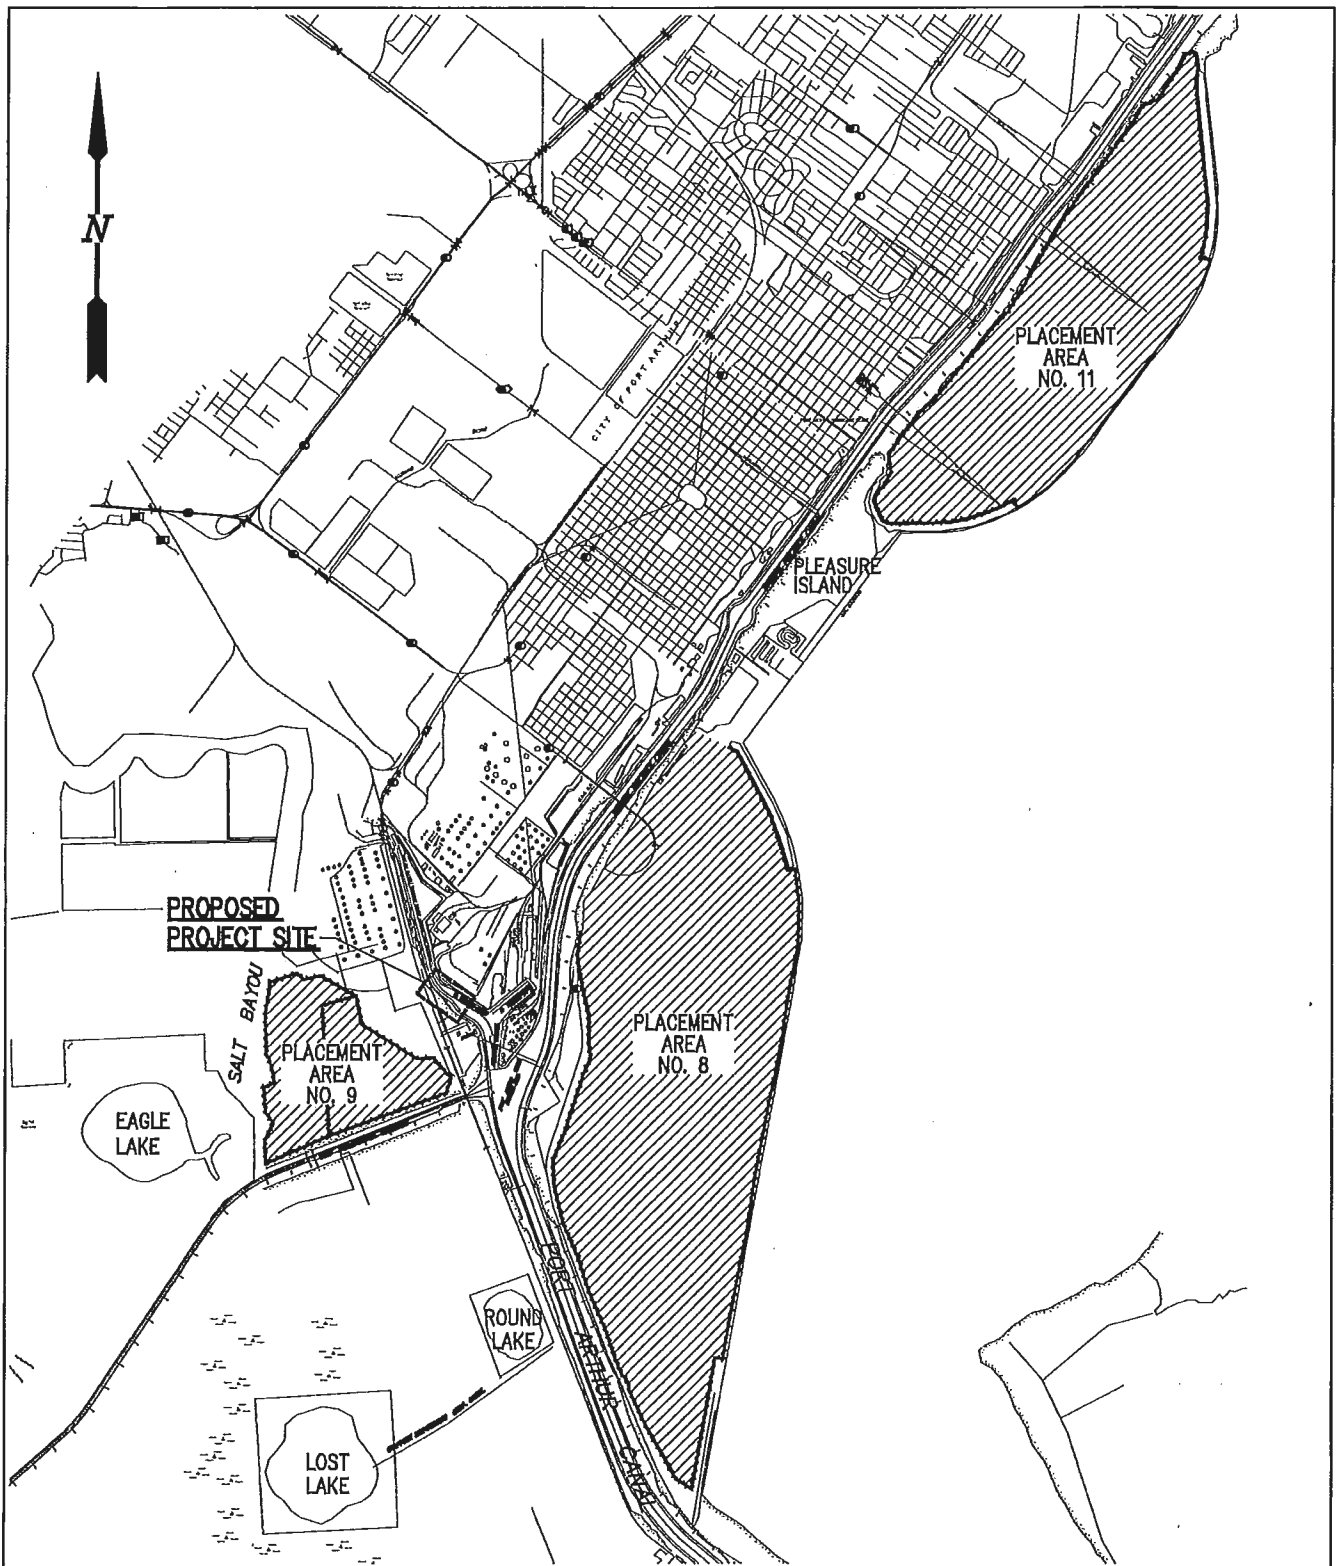 N
PLACEMENT
AREA
NO. 11
CITY OF PORT ARTHUR
PLEASURE
ISLAND
PROPOSED
PROJECT SITE
SALT BAYOU
PLACEMENT
AREA
NO. 9
PLACEMENT
AREA
NO. 8
EAGLE
LAKE
ROUND
LAKE
PORT ARTHUR CANAL
LOST
LAKE